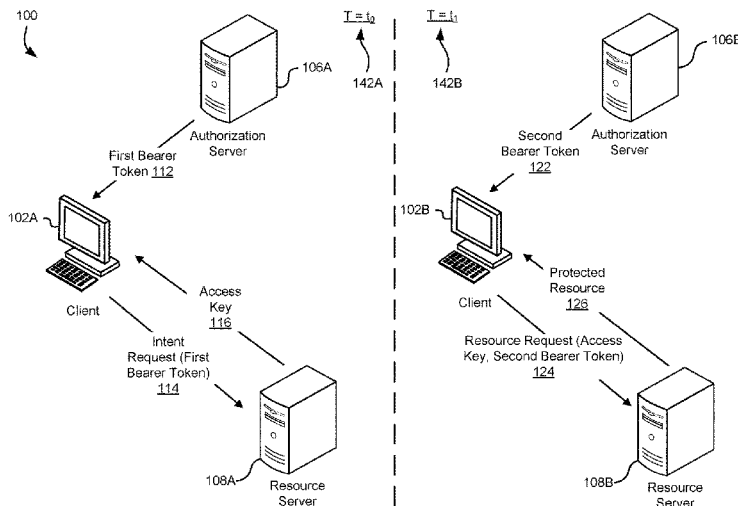 100
T = t0
142A
106A
Authorization
Server
First Bearer
Token 112
102A
Client
Access
Key
116
Intent
Request (First
Bearer Token)
114
108A
Resource
Server
T = t1
142B
106B
Authorization
Server
Second
Bearer Token
122
102B
Client
Protected
Resource
126
Resource Request (Access
Key, Second Bearer Token)
124
108B
Resource
Server